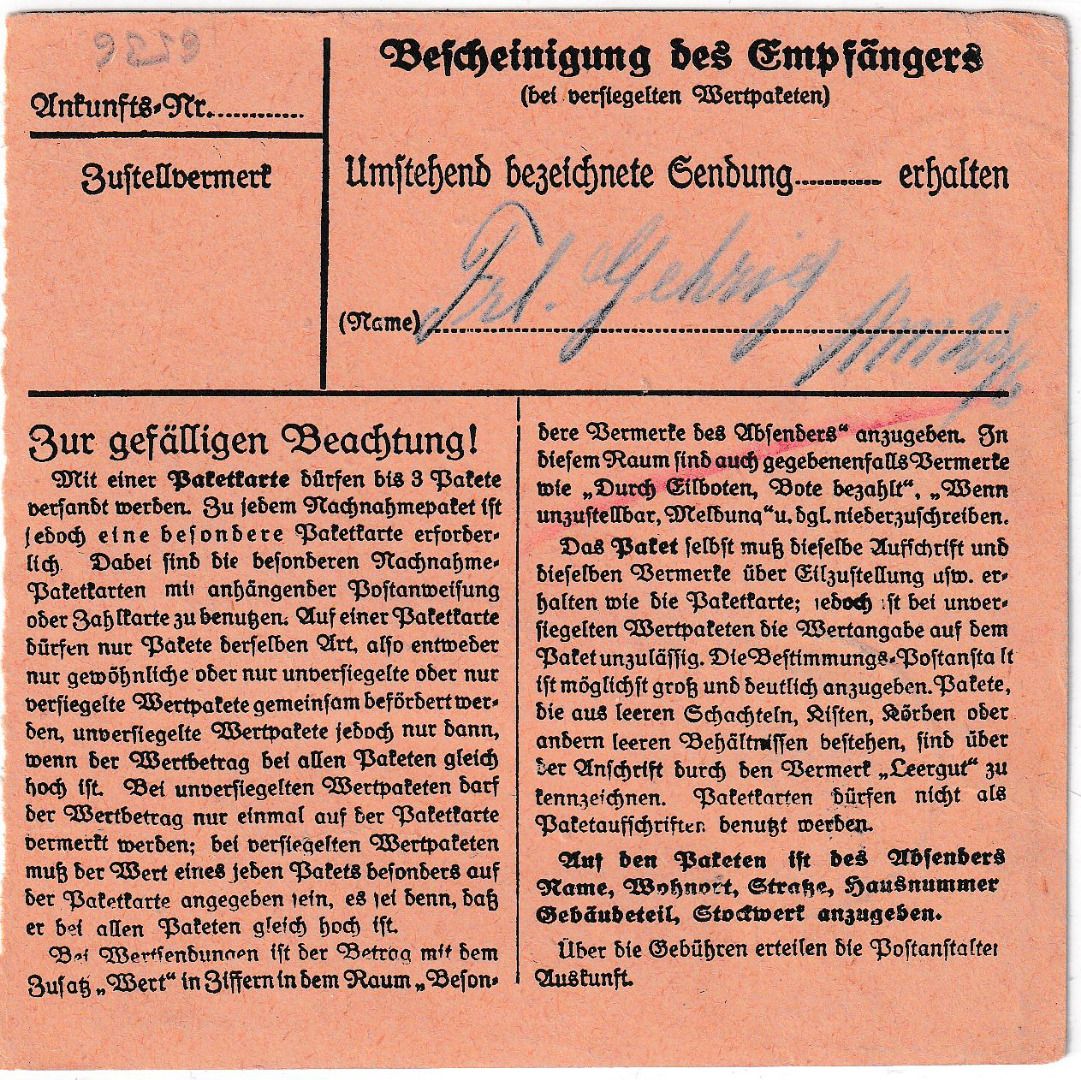 Ankunfts-Nr.............
Zustellvermerk
Bescheinigung des Empfängers
(bei versiegelten Wertpaketen)
Umstehend bezeichnete Sendung........... erhalten
Frl. Gehrig
(Name)
Zur gefälligen Beachtung!
Mit einer Paketkarte dürfen bis 3 Pakete
versandt werden. Zu jedem Nachnahmepaket ist
jedoch eine besondere Paketkarte erforder-
lich. Dabei sind die besonderen Nachnahme-
Paketkarten mit anhängender Postanweisung
oder Zahlkarte zu benutzen. Auf einer Paketkarte
dürfen nur Pakete derselben Art, also entweder
nur gewöhnliche oder nur unversiegelte oder nur
versiegelte Wertpakete gemeinsam befördert wer-
den, unversiegelte Wertpakete jedoch nur dann,
wenn der Wertbetrag bei allen Paketen gleich
hoch ist. Bei unversiegelten Wertpaketen darf
der Wertbetrag nur einmal auf der Paketkarte
vermerkt werden; bei versiegelten Wertpaketen
muß der Wert eines jeden Pakets besonders auf
der Paketkarte angegeben sein, es sei denn, daß
er bei allen Paketen gleich hoch ist.
Bei Wertsendungen ist der Betrag mit dem
Zusatz „Wert“ in Ziffern in dem Raum „Beson-
dere Vermerke des Absenders“ anzugeben. In
diesem Raum sind auch gegebenenfalls Vermerke
wie „Durch Eilboten, Bote bezahlt“, „Wenn
unzustellbar, Meldung“ u. dgl. niederzuschreiben.
Das Paket selbst muß dieselbe Aufschrift und
dieselben Vermerke über Eilzustellung usw. er-
halten wie die Paketkarte; jedoch ist bei unver-
siegelten Wertpaketen die Wertangabe auf dem
Paket unzulässig. Die Bestimmungs-Postanstalt
ist möglichst groß und deutlich anzugeben. Pakete,
die aus leeren Schachteln, Kisten, Körben oder
andern leeren Behältnissen bestehen, sind über
der Anschrift durch den Vermerk „Leergut“ zu
kennzeichnen. Paketkarten dürfen nicht als
Paketaufschriften benutzt werden.
Auf den Paketen ist des Absenders
Name, Wohnort, Straße, Hausnummer
Gebäudeteil, Stockwerk anzugeben.
Über die Gebühren erteilen die Postanstalten
Auskunft.